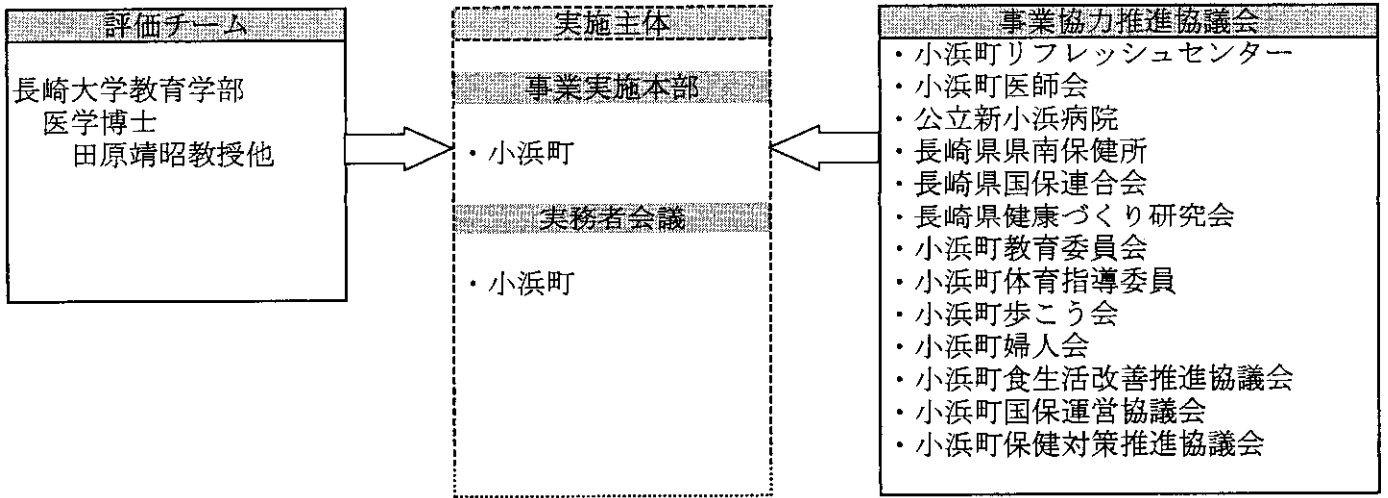 評価チーム
長崎大学教育学部
医学博士
田原靖昭教授他
実施主体
事業実施本部
・小浜町
実務者会議
・小浜町
事業協力推進協議会
・小浜町リフレッシュセンター
・小浜町医師会
・公立新小浜病院
・長崎県県南保健所
・長崎県国保連合会
・長崎県健康づくり研究会
・小浜町教育委員会
・小浜町体育指導委員
・小浜町歩こう会
・小浜町婦人会
・小浜町食生活改善推進協議会
・小浜町国保運営協議会
・小浜町保健対策推進協議会